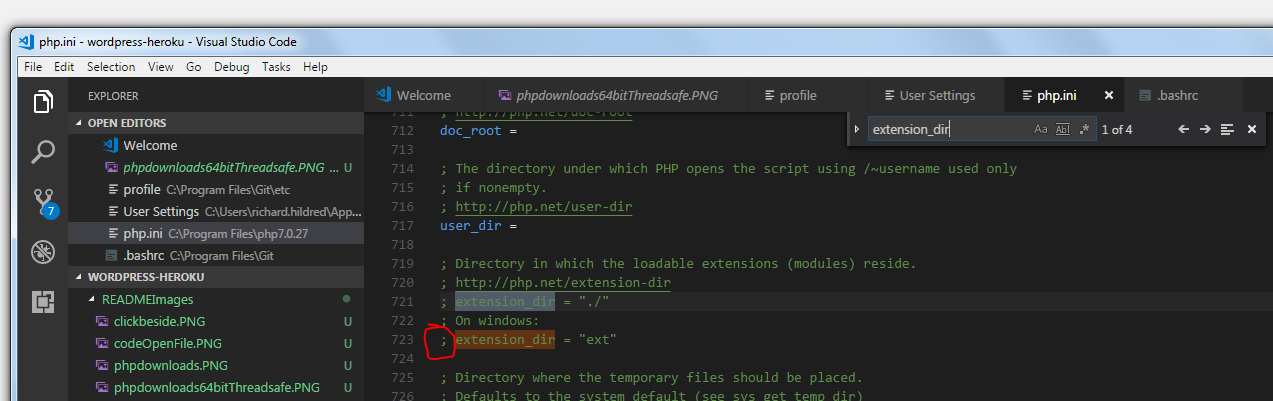 php.ini - wordpress-heroku - Visual Studio Code
File Edit Selection View Go Debug Tasks Help
EXPLORER
OPEN EDITORS
Welcome
phpdownloads64bitThreadsafe.PNG ... U
profile C:\Program Files\Git\etc
User Settings C:\Users\richard.hildred\App...
php.ini C:\Program Files\php7.0.27
.bashrc C:\Program Files\Git
7
WORDPRESS-HEROKU
READMEImages
clickbeside.PNG U
codeOpenFile.PNG U
phpdownloads.PNG U
phpdownloads64bitThreadsafe.PNG U
Welcome phpdownloads64bitThreadsafe.PNG profile User Settings php.ini .bashrc
extension_dir Aa Abl .* 1 of 4
711 ; http://php.net/doc-root
712 doc_root =
713
714 ; The directory under which PHP opens the script using /~username used only
715 ; if nonempty.
716 ; http://php.net/user-dir
717 user_dir =
718
719 ; Directory in which the loadable extensions (modules) reside.
720 ; http://php.net/extension-dir
721 ; extension_dir = "./"
722 ; On windows:
723 ; extension_dir = "ext"
724
725 ; Directory where the temporary files should be placed.
726 ; Defaults to the system default (see sys_get_temp_dir)